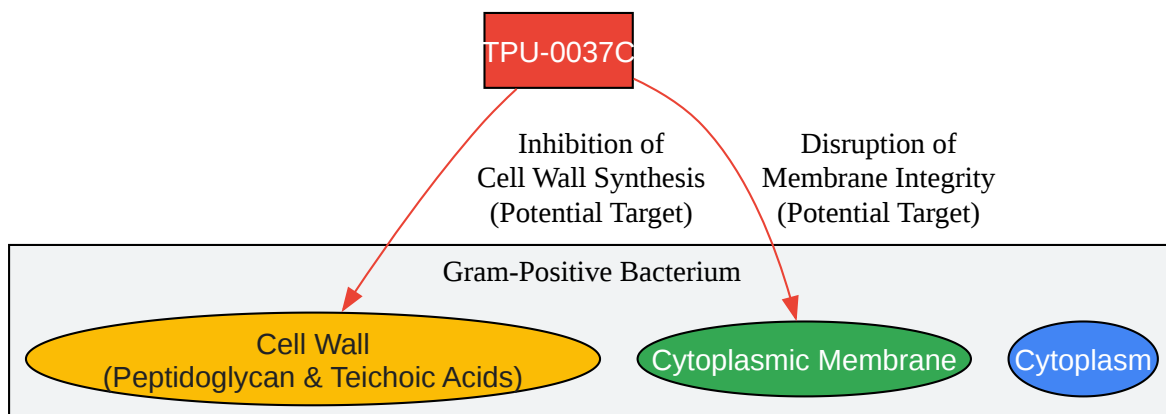 TPU-0037C
Inhibition of
Cell Wall Synthesis
(Potential Target)
Disruption of
Membrane Integrity
(Potential Target)
Gram-Positive Bacterium
Cell Wall
(Peptidoglycan & Teichoic Acids)
Cytoplasmic Membrane
Cytoplasm